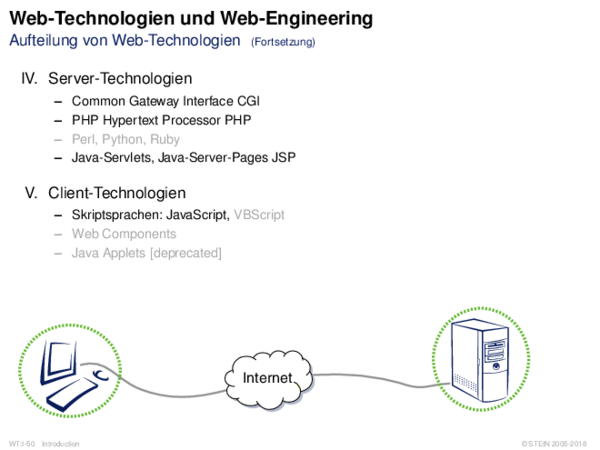 Web-Technologien und Web-Engineering
Aufteilung von Web-Technologien (Fortsetzung)
IV. Server-Technologien
– Common Gateway Interface CGI
– PHP Hypertext Processor PHP
– Perl, Python, Ruby
– Java-Servlets, Java-Server-Pages JSP
V. Client-Technologien
– Skriptsprachen: JavaScript, VBScript
– Web Components
– Java Applets [deprecated]
Internet
WT:I-50 Introduction
© STEIN 2005-2018